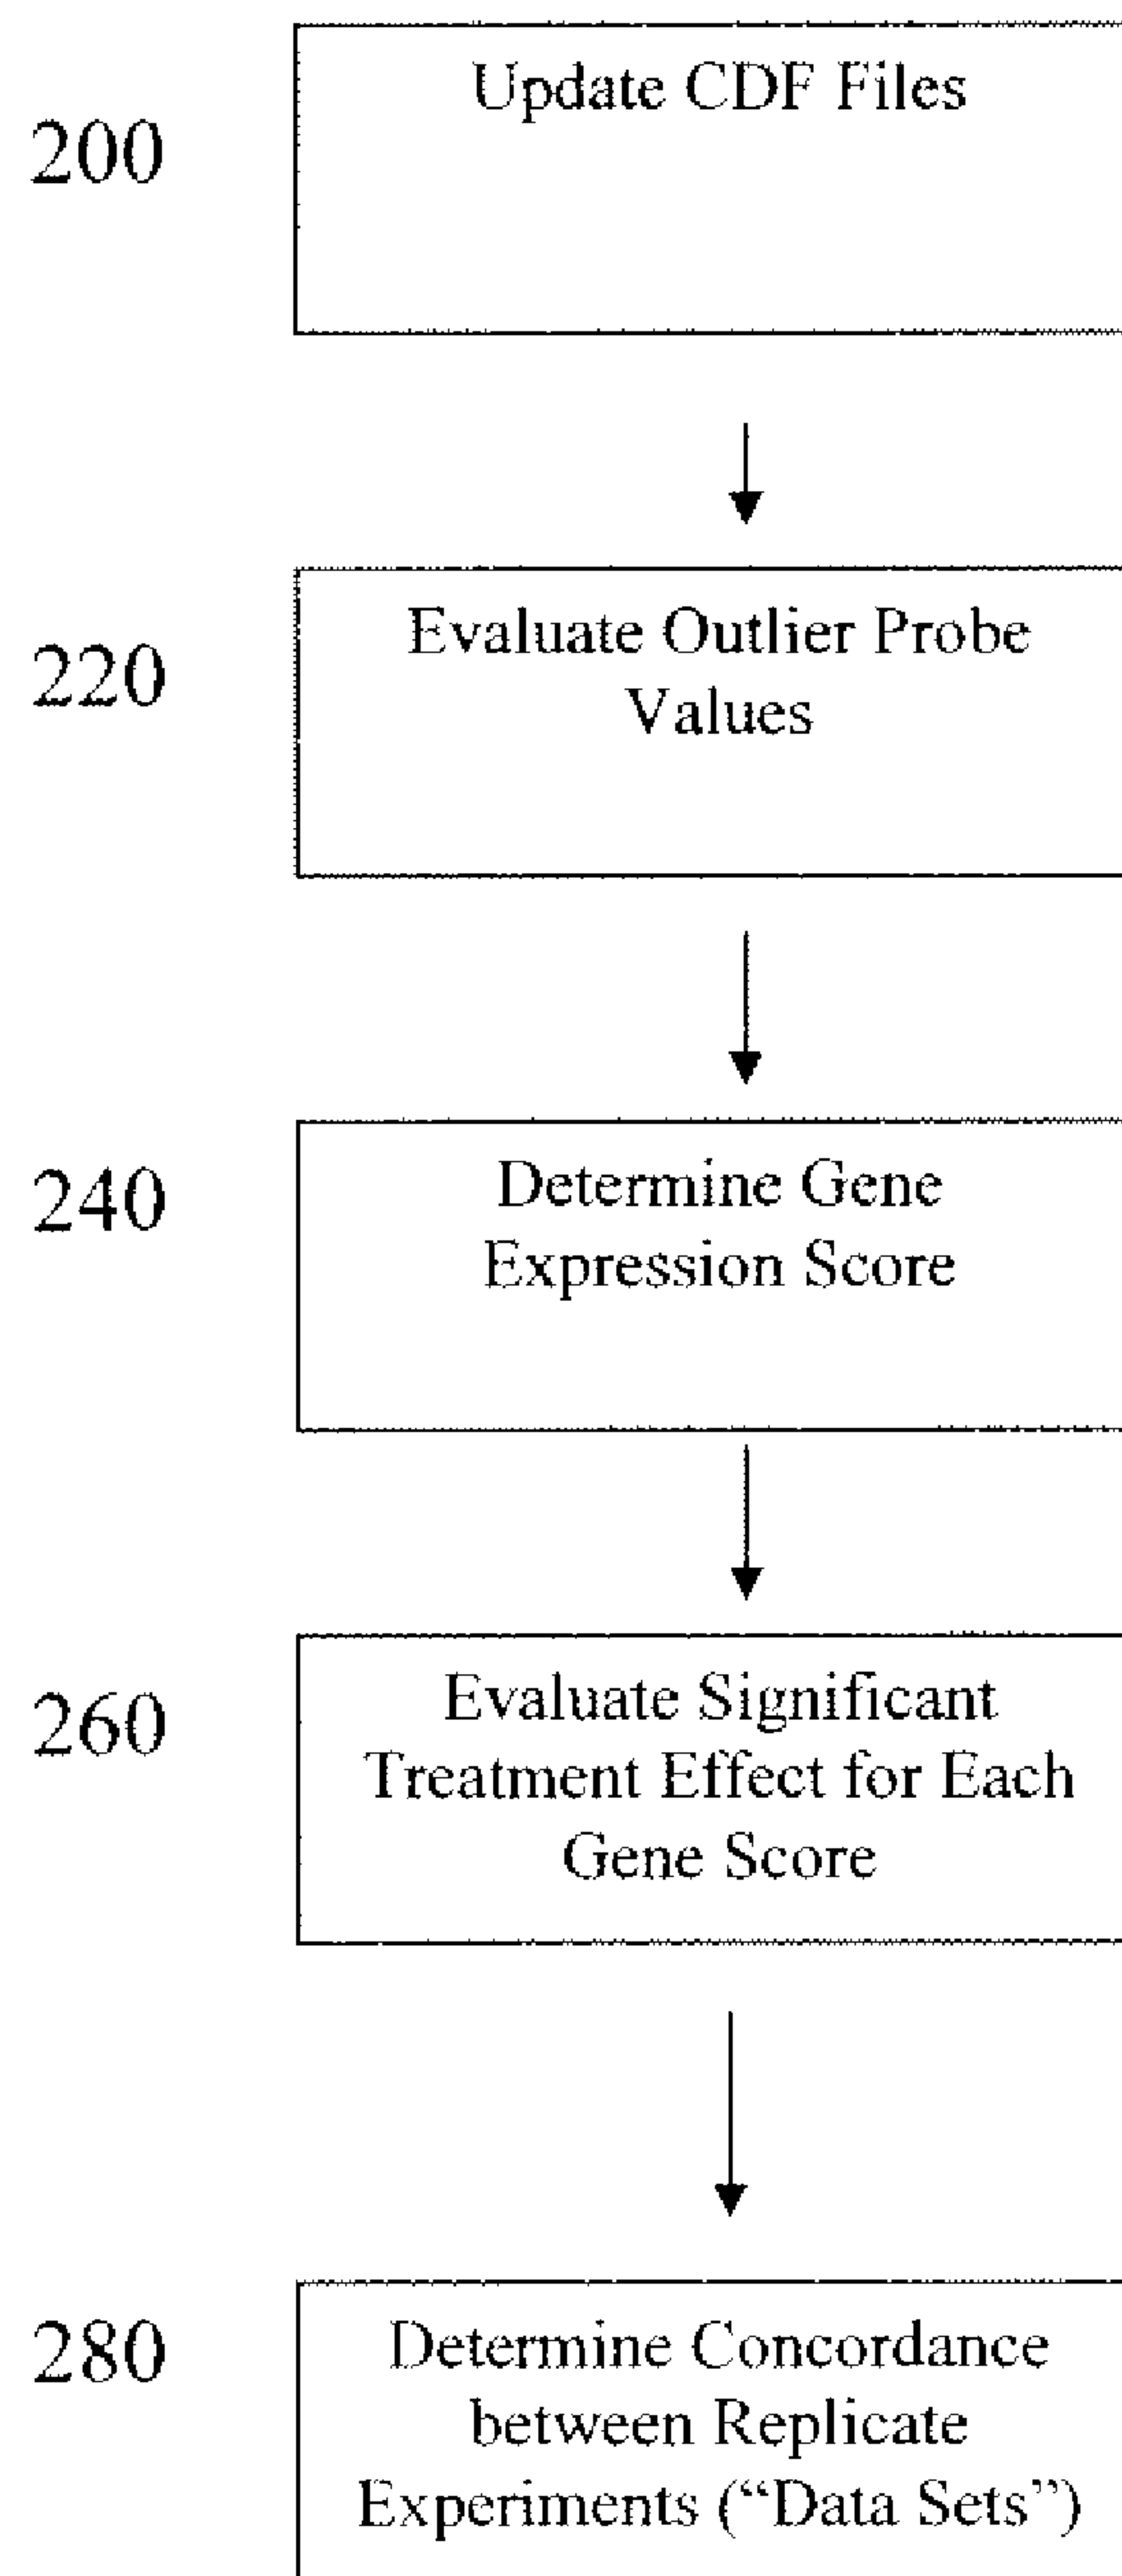 200
Update CDF Files
220
Evaluate Outlier Probe
Values
240
Determine Gene
Expression Score
260
Evaluate Significant
Treatment Effect for Each
Gene Score
280
Determine Concordance
between Replicate
Experiments (“Data Sets”)